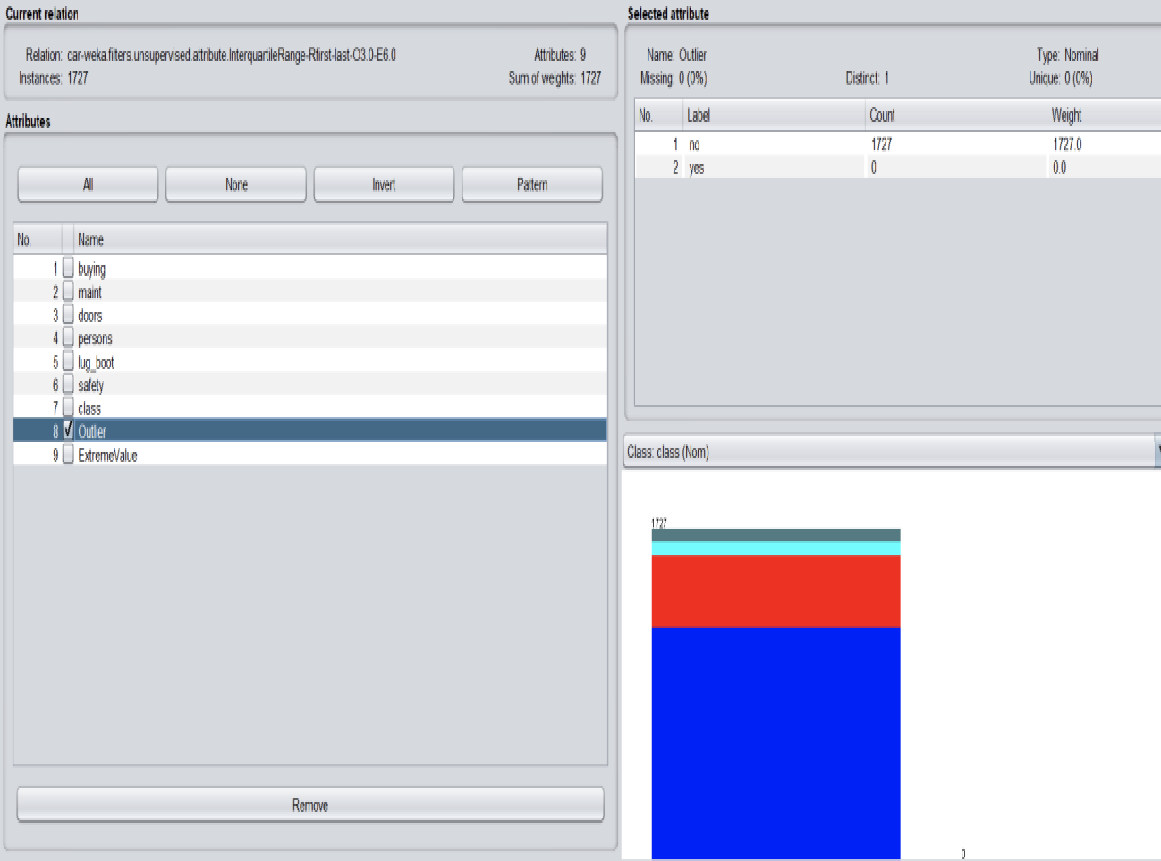 Current relation
Relation: car-weka.filters.unsupervised.attribute.InterquartileRange-Rfirst-last-O3.0-E6.0 Attributes: 9
Instances: 1727 Sum of weights: 1727
Attributes
All None Invert Pattern
No. Name
1 buying
2 maint
3 doors
4 persons
5 lug_boot
6 safety
7 class
8 Outlier
9 ExtremeValue
Remove
Selected attribute
Name: Outlier Type: Nominal
Missing: 0 (0%) Distinct: 1 Unique: 0 (0%)
No. Label Count Weight
1 no 1727 1727.0
2 yes 0 0.0
Class: class (Nom)
1727
0